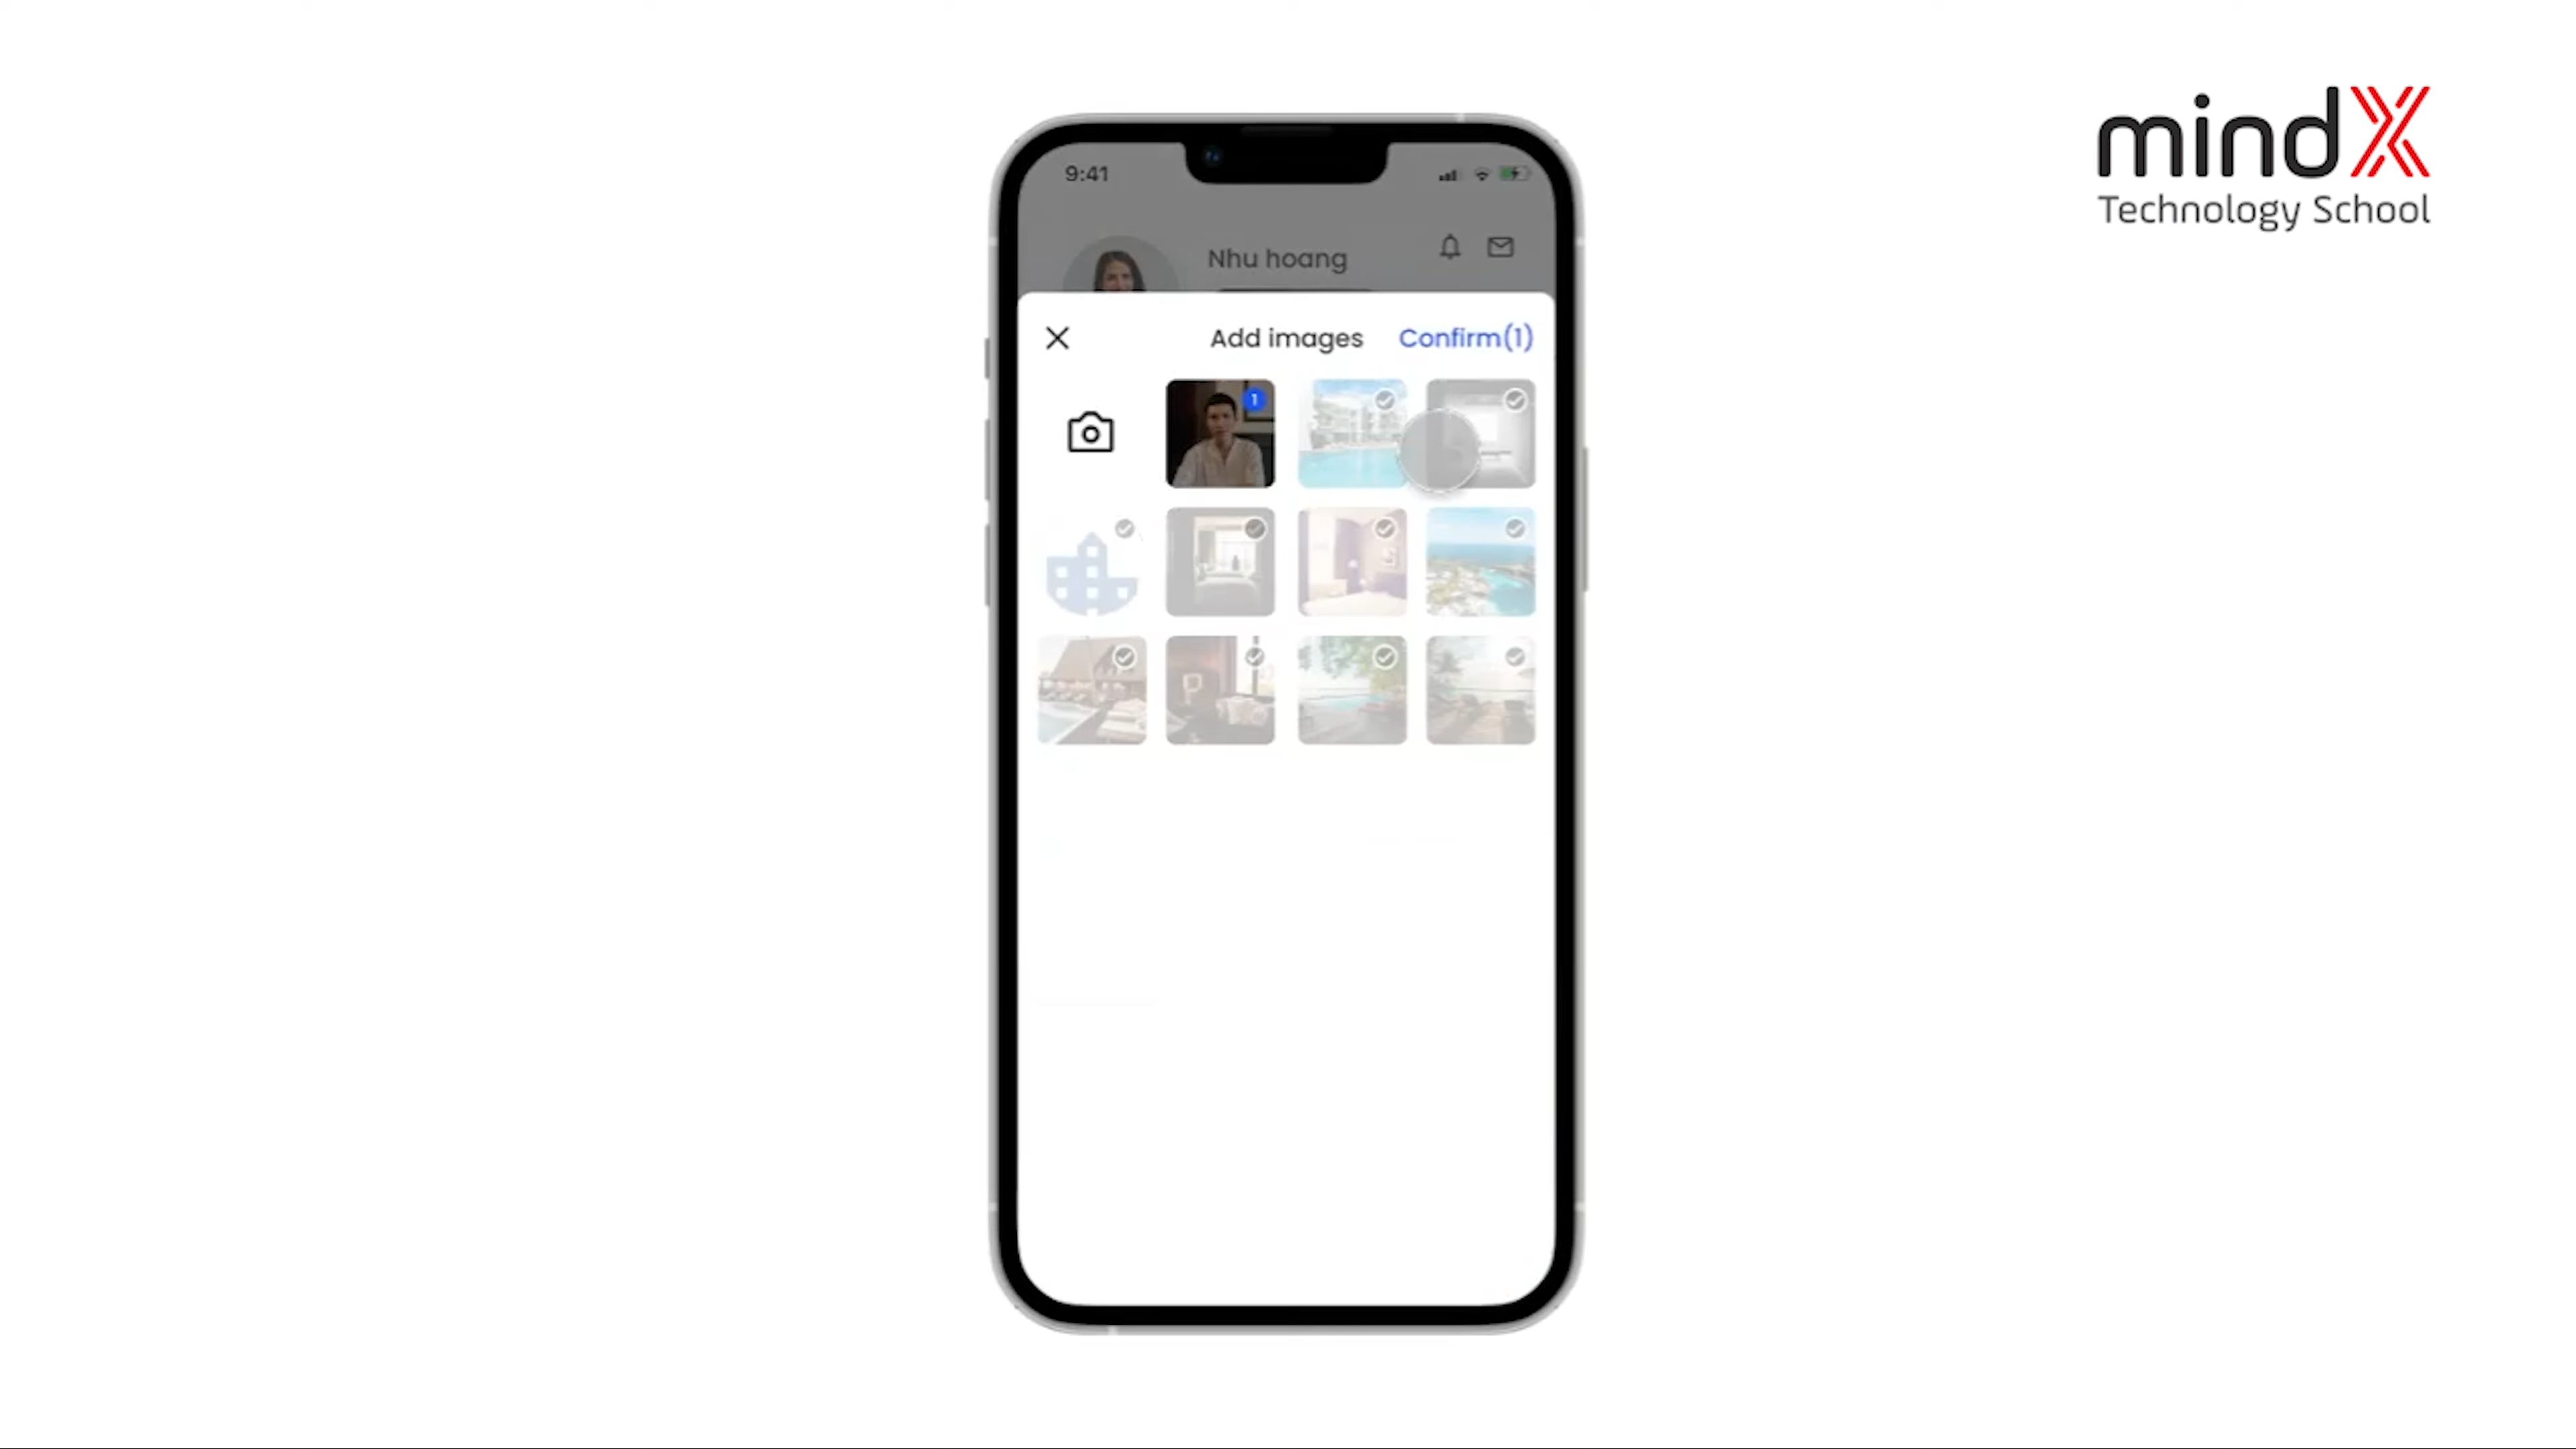 mindX
Technology School
9:41
Nhu hoang
Add images
Confirm(1)
1